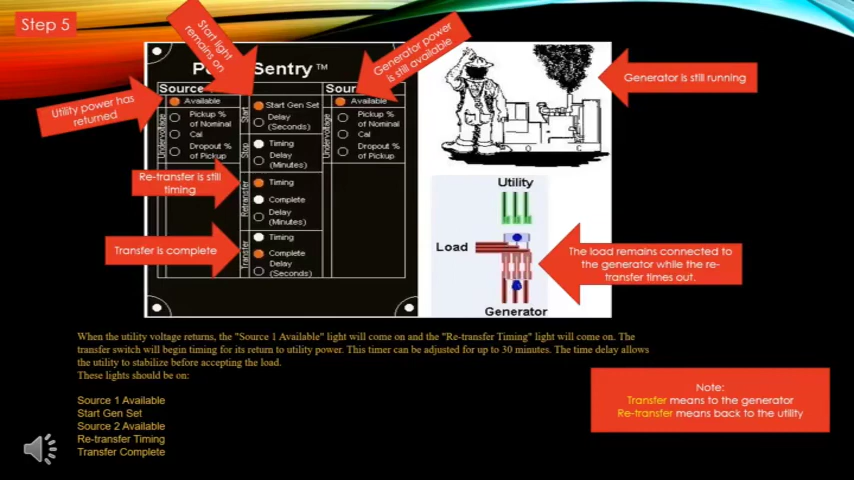 Step 5
Start light
remains on
Generator power
is still available
Sentry™
Source
Sour
Utility power has
returned
Generator is still running
Available
Pickup %
of Nominal
Cal
Dropout %
of Pickup
Undervoltage
Start
Start Gen Set
Delay
(Seconds)
Stop
Timing
Delay
(Minutes)
Retransfer
Timing
Complete
Delay
(Minutes)
Transfer
Timing
Complete
Delay
(Seconds)
Available
Pickup %
of Nominal
Cal
Dropout %
of Pickup
Undervoltage
Re-transfer is still
timing
Transfer is complete
Utility
Load
Generator
The load remains connected to
the generator while the re-
transfer times out.
When the utility voltage returns, the "Source 1 Available" light will come on and the "Re-transfer Timing" light will come on. The
transfer switch will begin timing for its return to utility power. This timer can be adjusted for up to 30 minutes. The time delay allows
the utility to stabilize before accepting the load.
These lights should be on:
Source 1 Available
Start Gen Set
Source 2 Available
Re-transfer Timing
Transfer Complete
Note:
Transfer means to the generator
Re-transfer means back to the utility